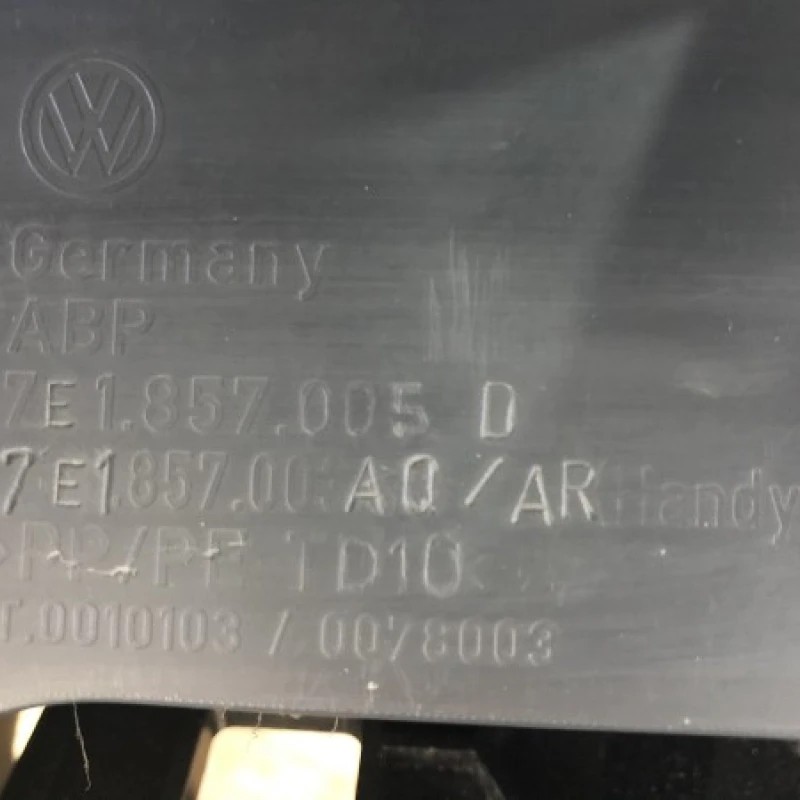 Germany
ABP
7E1.857.005 D
7E1.857.00 AQ/AR Handy
>PP/PE TD10<
T.0010103 / 0078003